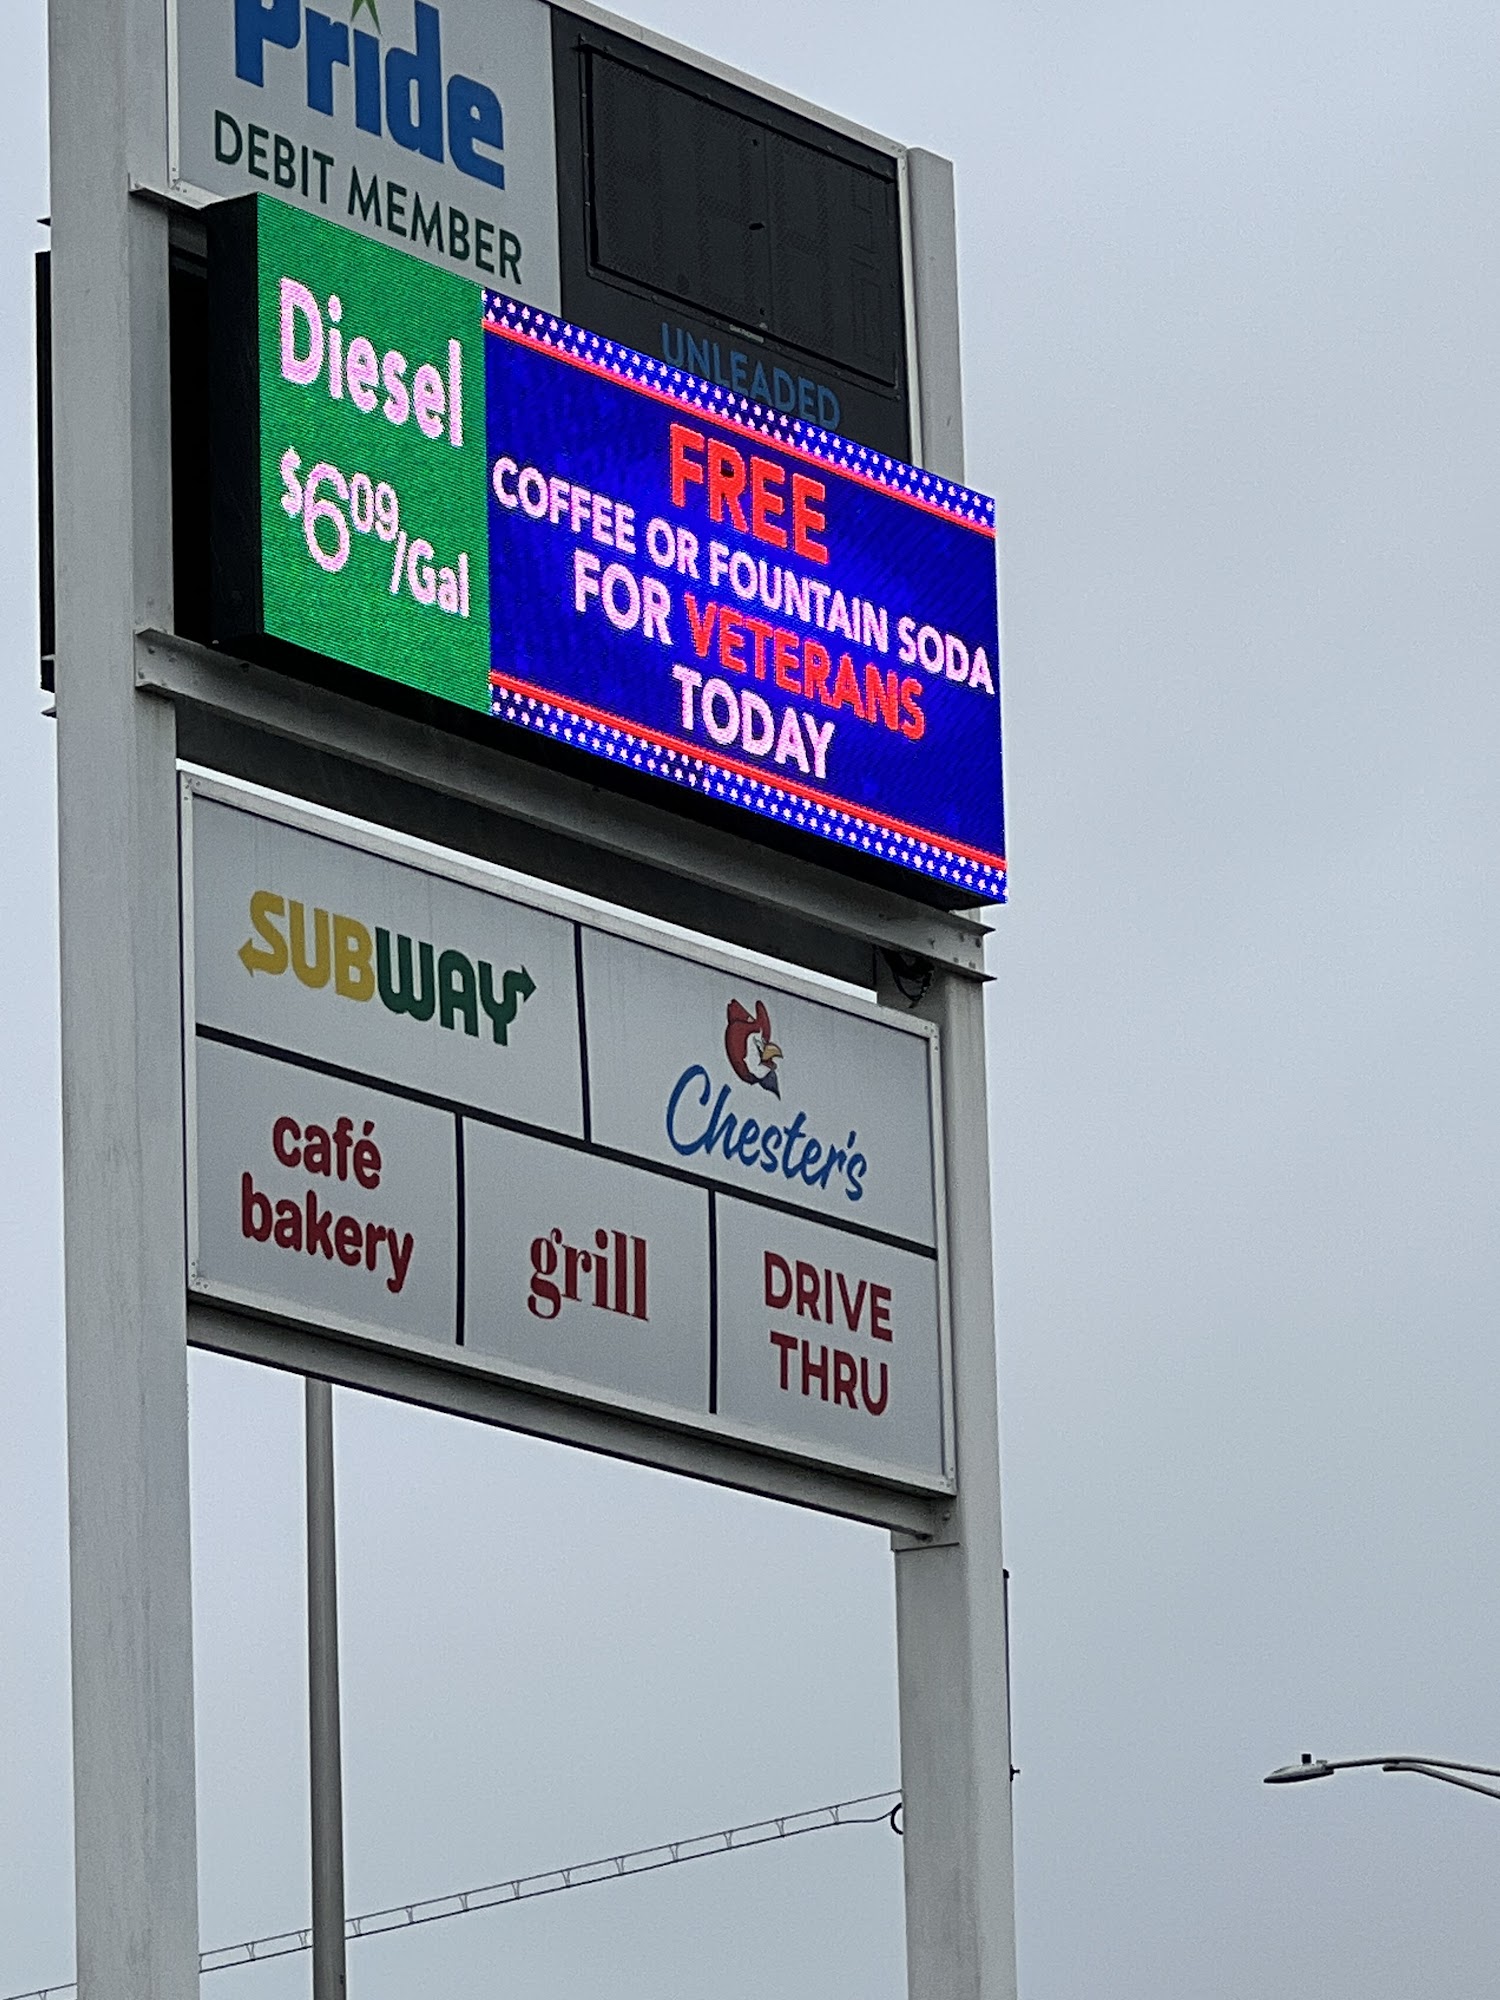 Pride
DEBIT MEMBER
UNLEADED
Diesel
$6.09/Gal
FREE
COFFEE OR FOUNTAIN SODA
FOR VETERANS
TODAY
SUBWAY
Chester's
café
bakery
grill
DRIVE
THRU